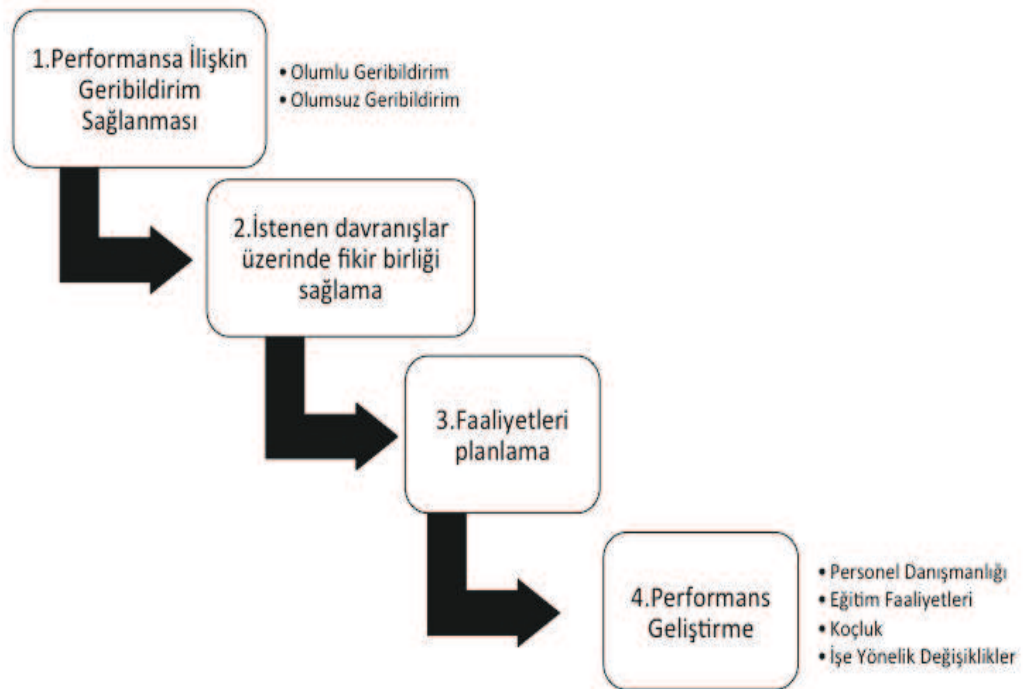 1.Performansa İlişkin
Geribildirim
Sağlanması
• Olumlu Geribildirim
• Olumsuz Geribildirim
2.İstenen davranışlar
üzerinde fikir birliği
sağlama
3.Faaliyetleri
planlama
4.Performans
Geliştirme
• Personel Danışmanlığı
• Eğitim Faaliyetleri
• Koçluk
• İşe Yönelik Değişiklikler